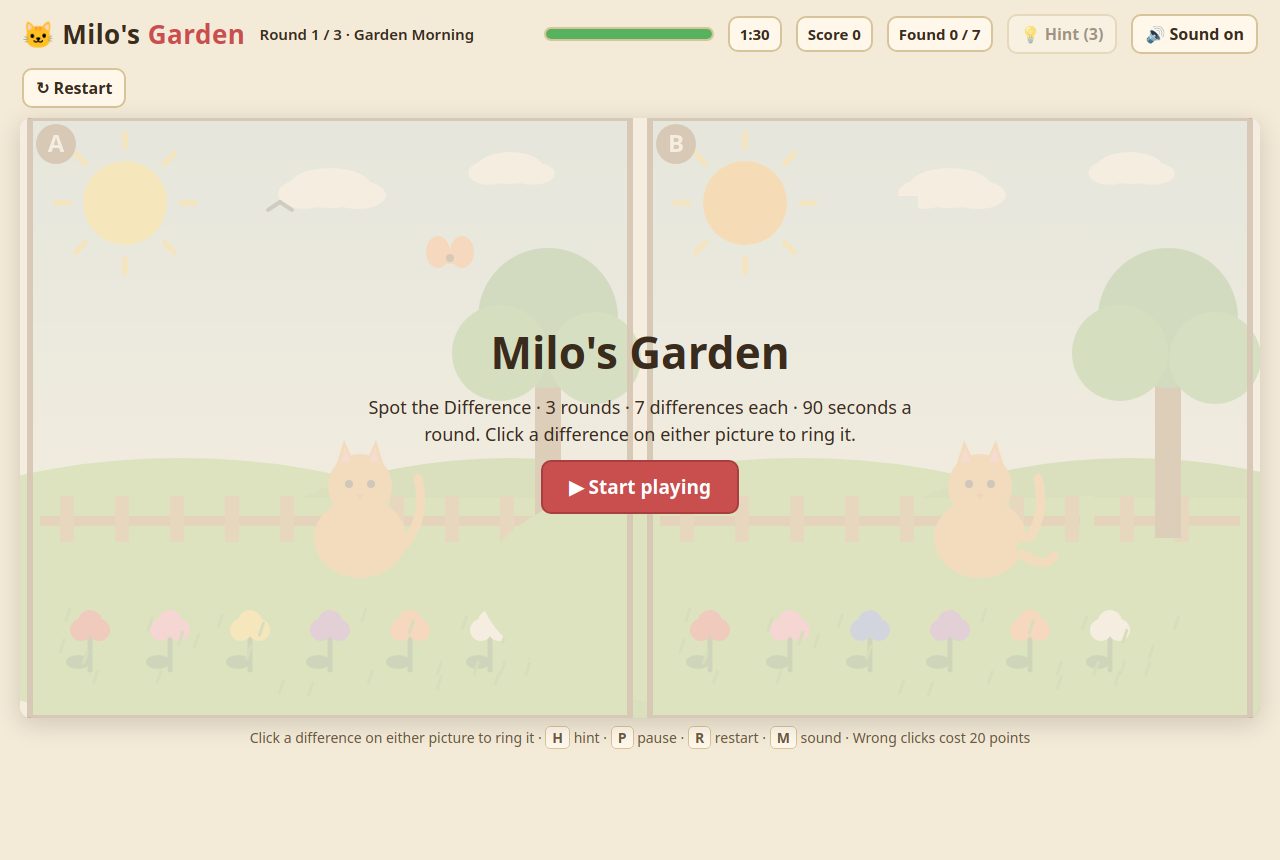 Milo's Garden Round 1 / 3 · Garden Morning 1:30 Score 0 Found 0 / 7 💡 Hint (3) 🔊 Sound on
↻ Restart
A B
Milo's Garden
Spot the Difference · 3 rounds · 7 differences each · 90 seconds a
round. Click a difference on either picture to ring it.
▶ Start playing
Click a difference on either picture to ring it · H hint · P pause · R restart · M sound · Wrong clicks cost 20 points